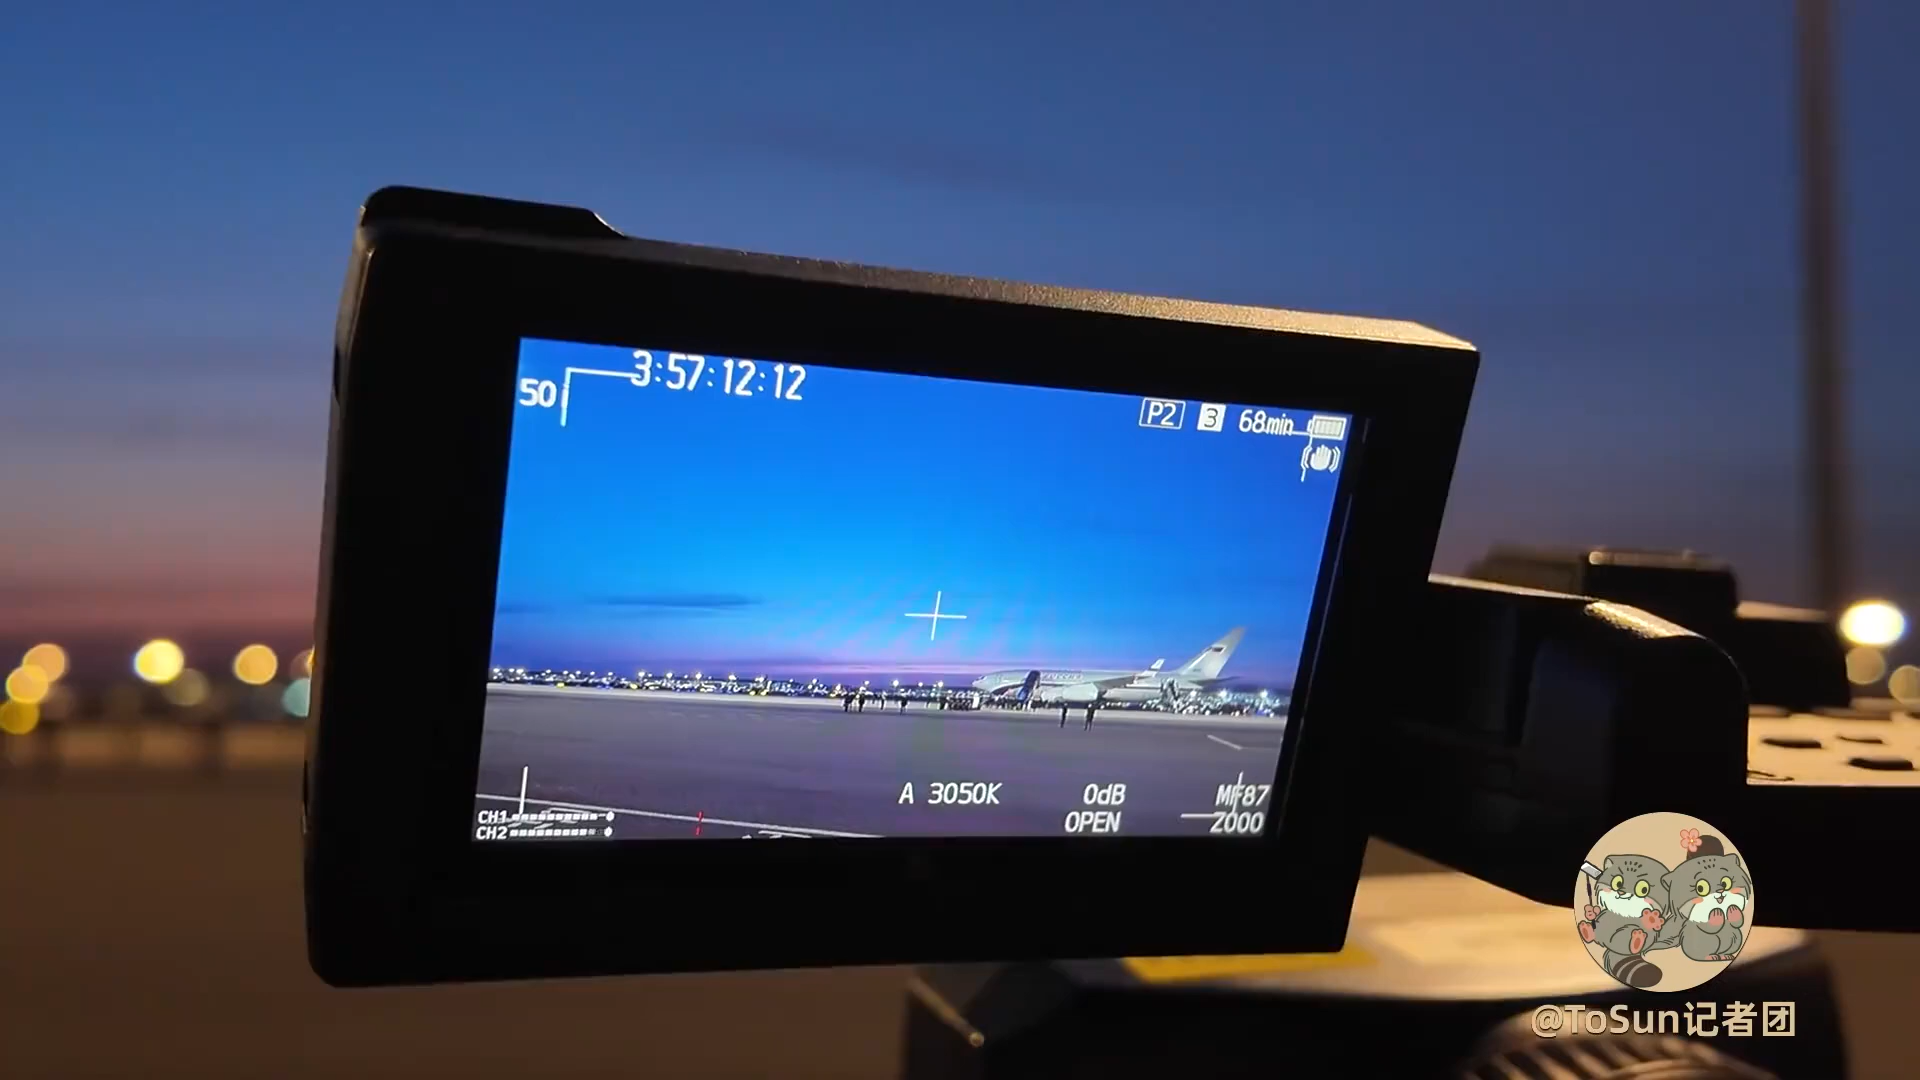 3:57:12:12
50
P2 3 68min
A 3050K 0dB MF87
OPEN Z000
CH1
CH2
@ToSun记者团